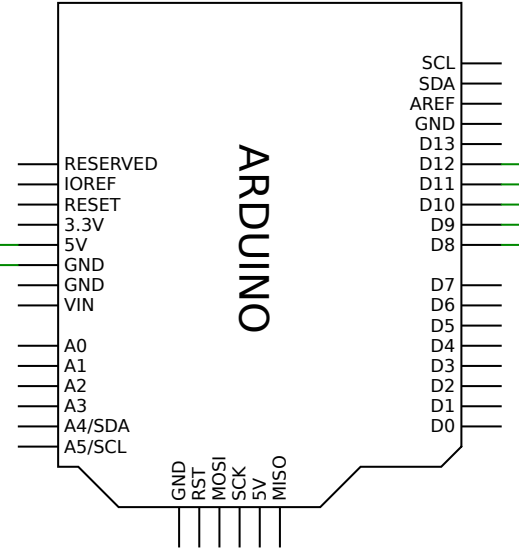 SCL
SDA
AREF
GND
D13
D12
D11
D10
D9
D8
D7
D6
D5
D4
D3
D2
D1
D0
RESERVED
IOREF
RESET
3.3V
5V
GND
GND
VIN
A0
A1
A2
A3
A4/SDA
A5/SCL
ARDUINO
GND
RST
MOSI
SCK
5V
MISO